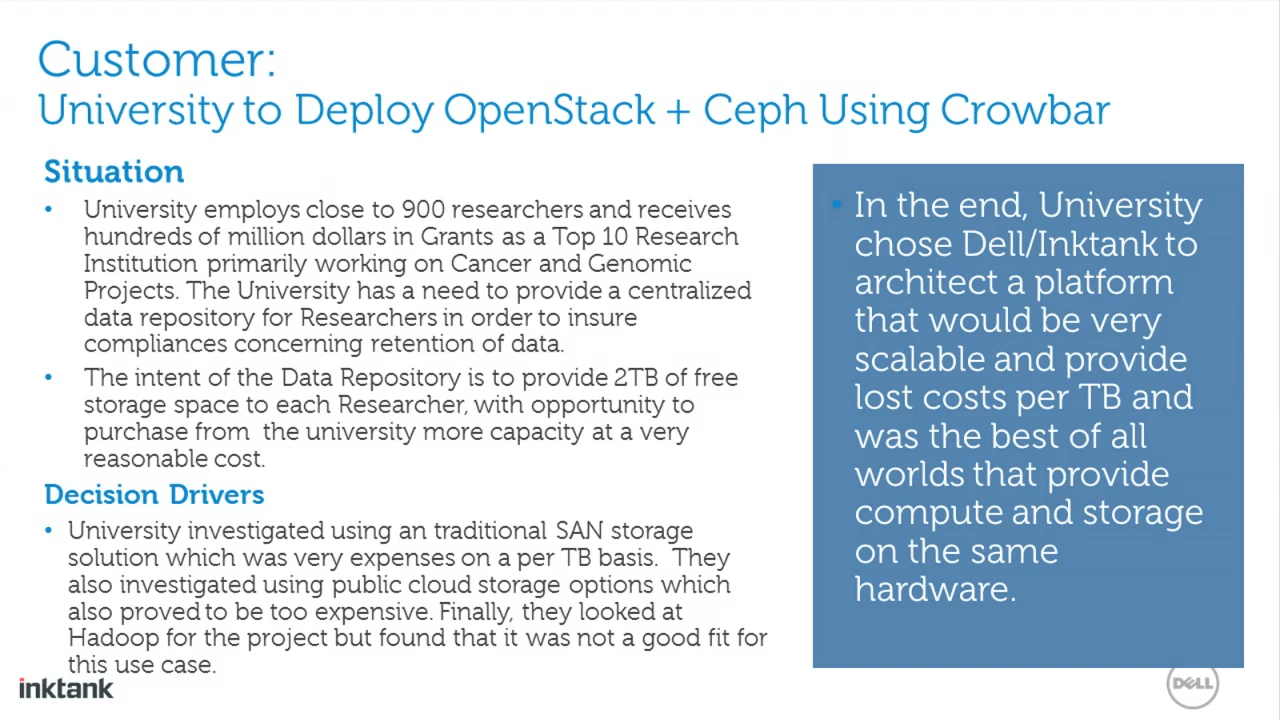 Customer:
University to Deploy OpenStack + Ceph Using Crowbar
Situation
• University employs close to 900 researchers and receives
hundreds of million dollars in Grants as a Top 10 Research
Institution primarily working on Cancer and Genomic
Projects. The University has a need to provide a centralized
data repository for Researchers in order to insure
compliances concerning retention of data.
• The intent of the Data Repository is to provide 2TB of free
storage space to each Researcher, with opportunity to
purchase from the university more capacity at a very
reasonable cost.
Decision Drivers
• University investigated using an traditional SAN storage
solution which was very expenses on a per TB basis. They
also investigated using public cloud storage options which
also proved to be too expensive. Finally, they looked at
Hadoop for the project but found that it was not a good fit for
this use case.
• In the end, University
chose Dell/Inktank to
architect a platform
that would be very
scalable and provide
lost costs per TB and
was the best of all
worlds that provide
compute and storage
on the same
hardware.
inktank
DELL